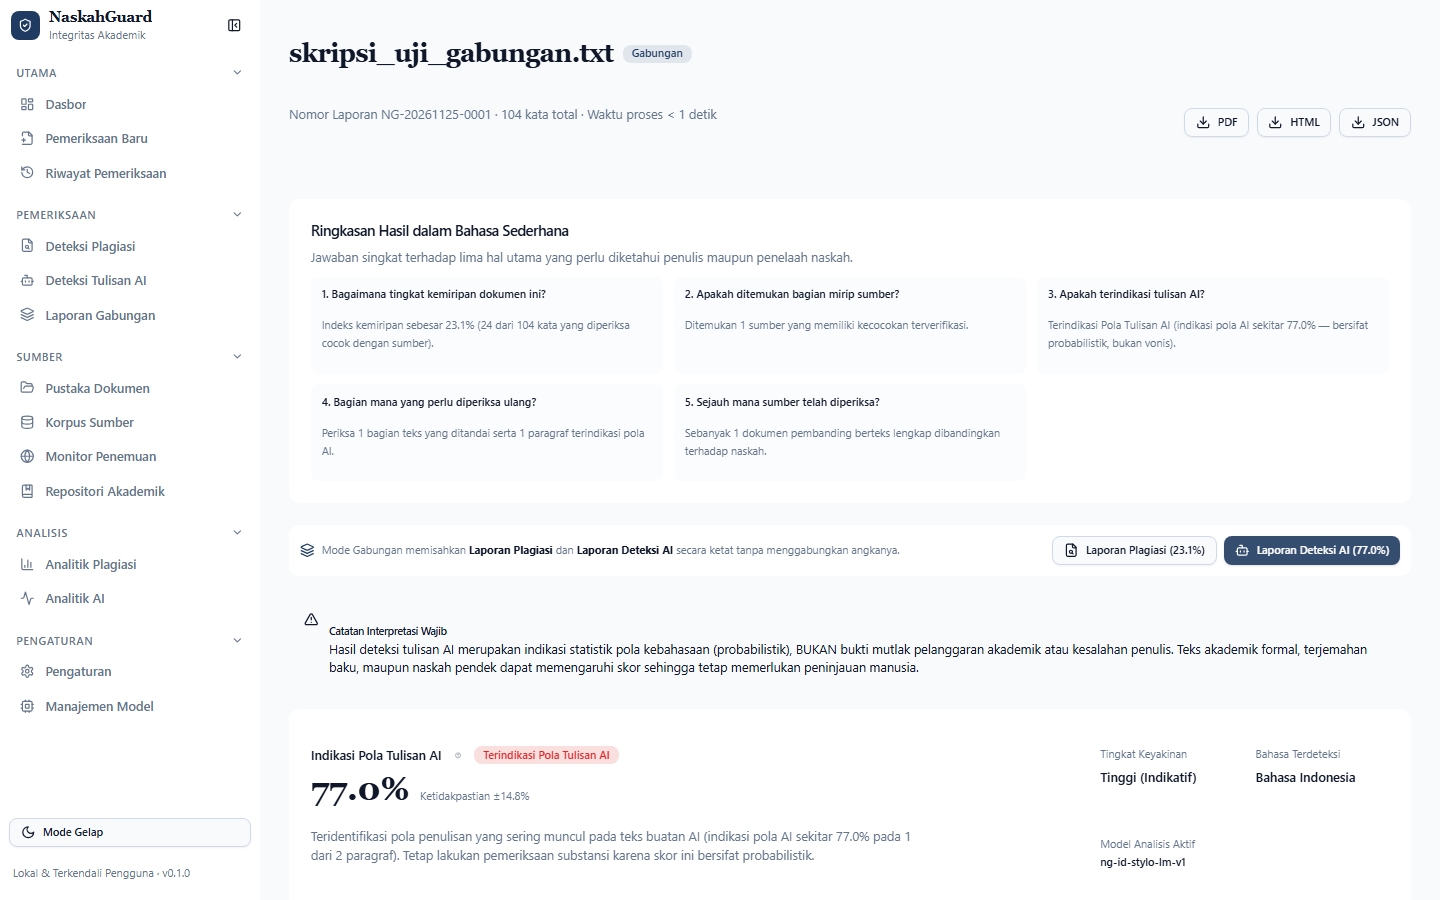 NaskahGuard
Integritas Akademik
UTAMA
Dasbor
Pemeriksaan Baru
Riwayat Pemeriksaan
PEMERIKSAAN
Deteksi Plagiasi
Deteksi Tulisan AI
Laporan Gabungan
SUMBER
Pustaka Dokumen
Korpus Sumber
Monitor Penemuan
Repositori Akademik
ANALISIS
Analitik Plagiasi
Analitik AI
PENGATURAN
Pengaturan
Manajemen Model
Mode Gelap
Lokal & Terkendali Pengguna · v0.1.0
skripsi_uji_gabungan.txt Gabungan
Nomor Laporan NG-20261125-0001 · 104 kata total · Waktu proses < 1 detik
PDF HTML JSON
Ringkasan Hasil dalam Bahasa Sederhana
Jawaban singkat terhadap lima hal utama yang perlu diketahui penulis maupun penelaah naskah.
1. Bagaimana tingkat kemiripan dokumen ini?
Indeks kemiripan sebesar 23.1% (24 dari 104 kata yang diperiksa
cocok dengan sumber).
2. Apakah ditemukan bagian mirip sumber?
Ditemukan 1 sumber yang memiliki kecocokan terverifikasi.
3. Apakah terindikasi tulisan AI?
Terindikasi Pola Tulisan AI (indikasi pola AI sekitar 77.0% — bersifat
probabilistik, bukan vonis).
4. Bagian mana yang perlu diperiksa ulang?
Periksa 1 bagian teks yang ditandai serta 1 paragraf terindikasi pola
AI.
5. Sejauh mana sumber telah diperiksa?
Sebanyak 1 dokumen pembanding berteks lengkap dibandingkan
terhadap naskah.
Mode Gabungan memisahkan Laporan Plagiasi dan Laporan Deteksi AI secara ketat tanpa menggabungkan angkanya.
Laporan Plagiasi (23.1%) Laporan Deteksi AI (77.0%)
Catatan Interpretasi Wajib
Hasil deteksi tulisan AI merupakan indikasi statistik pola kebahasaan (probabilistik), BUKAN bukti mutlak pelanggaran akademik atau kesalahan penulis. Teks akademik formal, terjemahan
baku, maupun naskah pendek dapat memengaruhi skor sehingga tetap memerlukan peninjauan manusia.
Indikasi Pola Tulisan AI Terindikasi Pola Tulisan AI
77.0% Ketidakpastian ±14.8%
Teridentifikasi pola penulisan yang sering muncul pada teks buatan AI (indikasi pola AI sekitar 77.0% pada 1
dari 2 paragraf). Tetap lakukan pemeriksaan substansi karena skor ini bersifat probabilistik.
Tingkat Keyakinan
Tinggi (Indikatif)
Bahasa Terdeteksi
Bahasa Indonesia
Model Analisis Aktif
ng-id-stylo-lm-v1